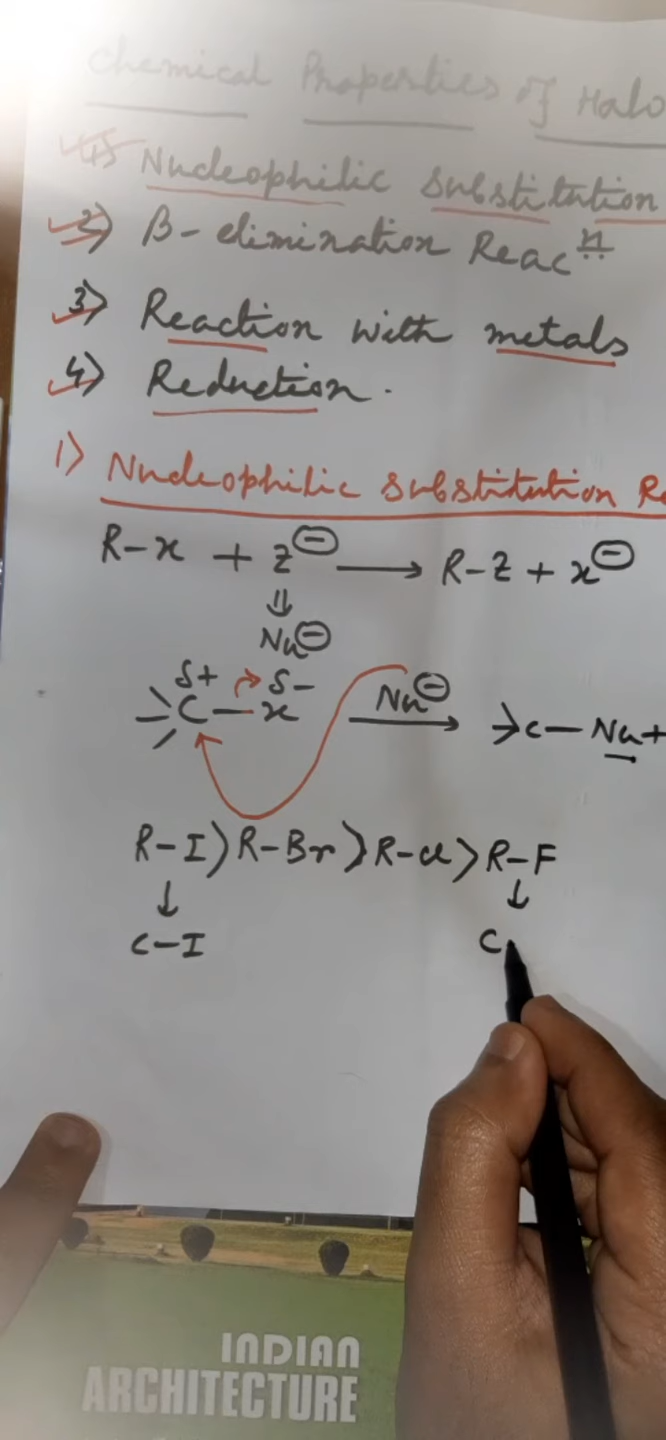 Chemical Properties of Halo
1) Nucleophilic substitution
2) β-elimination Reacⁿ
3) Reaction with metals
4) Reduction.
1) Nucleophilic substitution Re
R-x + Z⊖ → R-Z + x⊖
⇓
Nu⊖
δ+ δ-
C-x Nu⊖ → >C-Nu+
R-I > R-Br > R-Cl > R-F
↓ ↓
C-I C
INDIAN
ARCHITECTURE